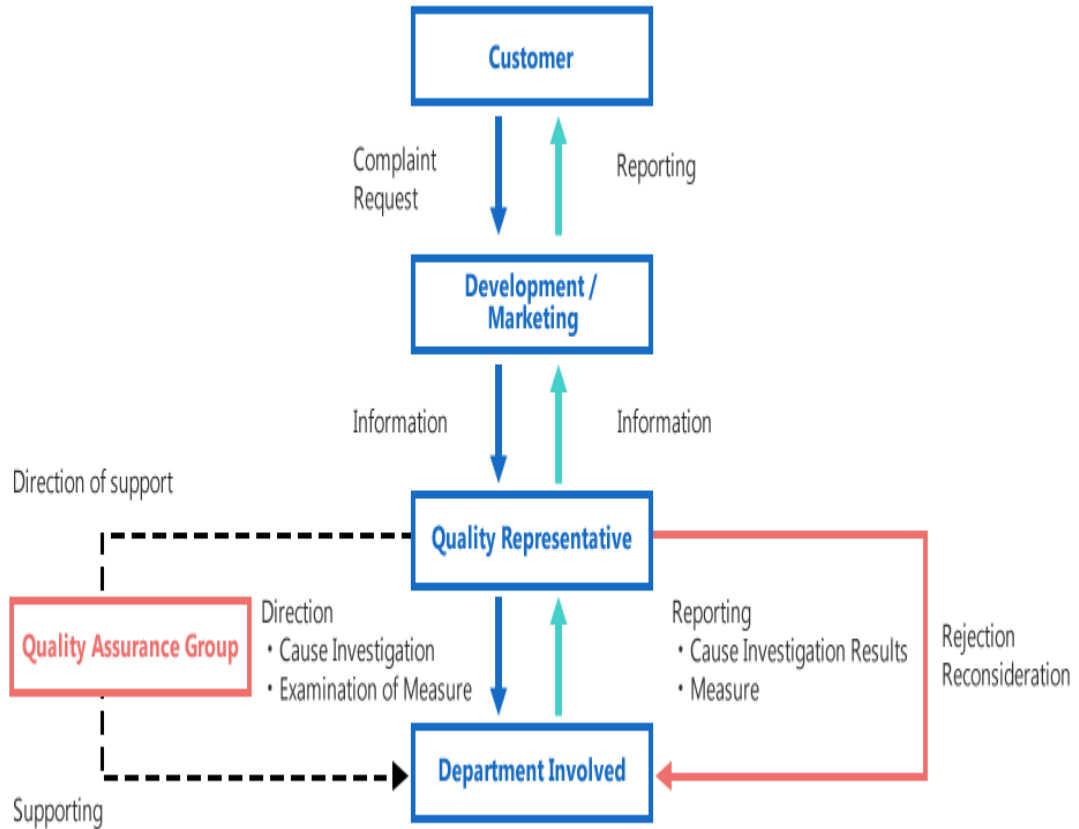 Customer
Complaint
Request
Reporting
Development /
Marketing
Information
Information
Direction of support
Quality Representative
Quality Assurance Group
Direction
・Cause Investigation
・Examination of Measure
Reporting
・Cause Investigation Results
・Measure
Rejection
Reconsideration
Department Involved
Supporting